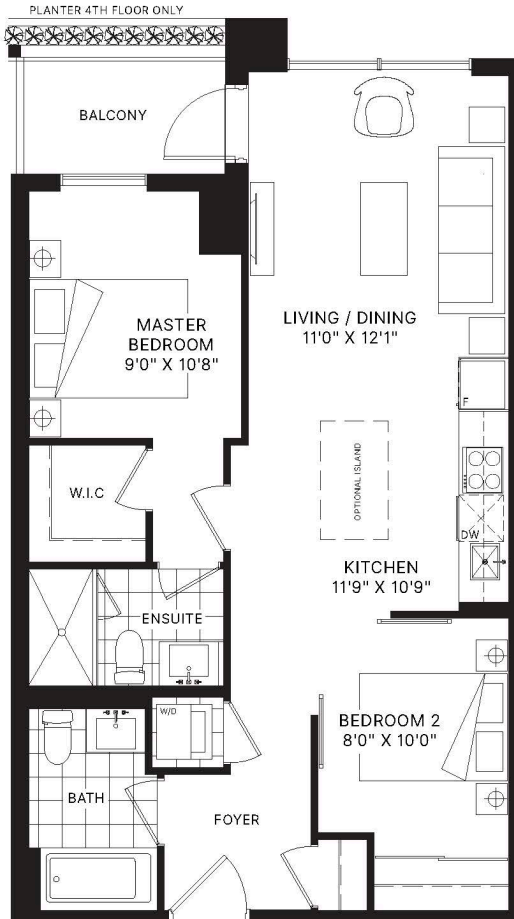 PLANTER 4TH FLOOR ONLY
BALCONY
MASTER
BEDROOM
9'0" X 10'8"
LIVING / DINING
11'0" X 12'1"
F
W.I.C
OPTIONAL ISLAND
DW
KITCHEN
11'9" X 10'9"
ENSUITE
W/D
BEDROOM 2
8'0" X 10'0"
BATH
FOYER